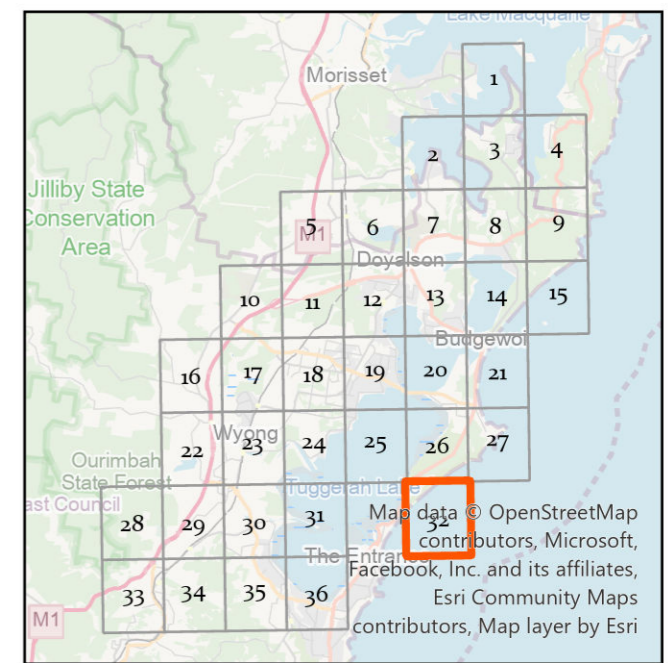 Lake Macquarie
Morisset
1
2
3
4
Jilliby State
Conservation
Area
5
M1
6
7
8
9
Doyalson
10
11
12
13
14
15
Budgewoi
16
17
18
19
20
21
Wyong
22
23
24
25
26
27
Ourimbah
State Forest
ast Council
Tuggerah Lake
28
29
30
31
32
The Entrance
Map data © OpenStreetMap
contributors, Microsoft,
Facebook, Inc. and its affiliates,
Esri Community Maps
contributors, Map layer by Esri
33
34
35
36
M1